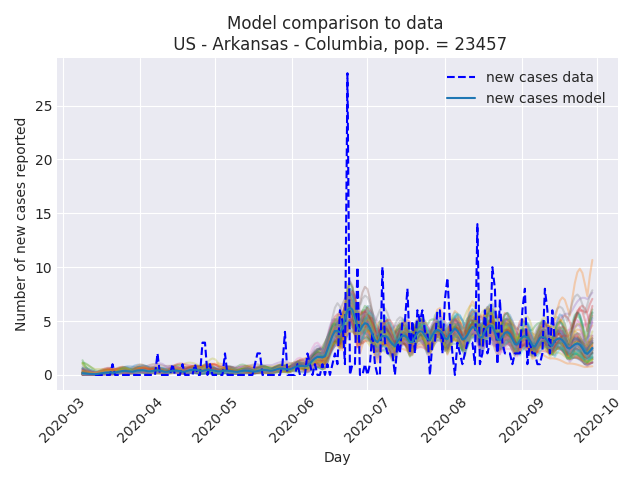 Model comparison to data
US - Arkansas - Columbia, pop. = 23457
new cases data
new cases model
Number of new cases reported
25
20
15
10
5
0
2020-03
2020-04
2020-05
2020-06
2020-07
2020-08
2020-09
2020-10
Day